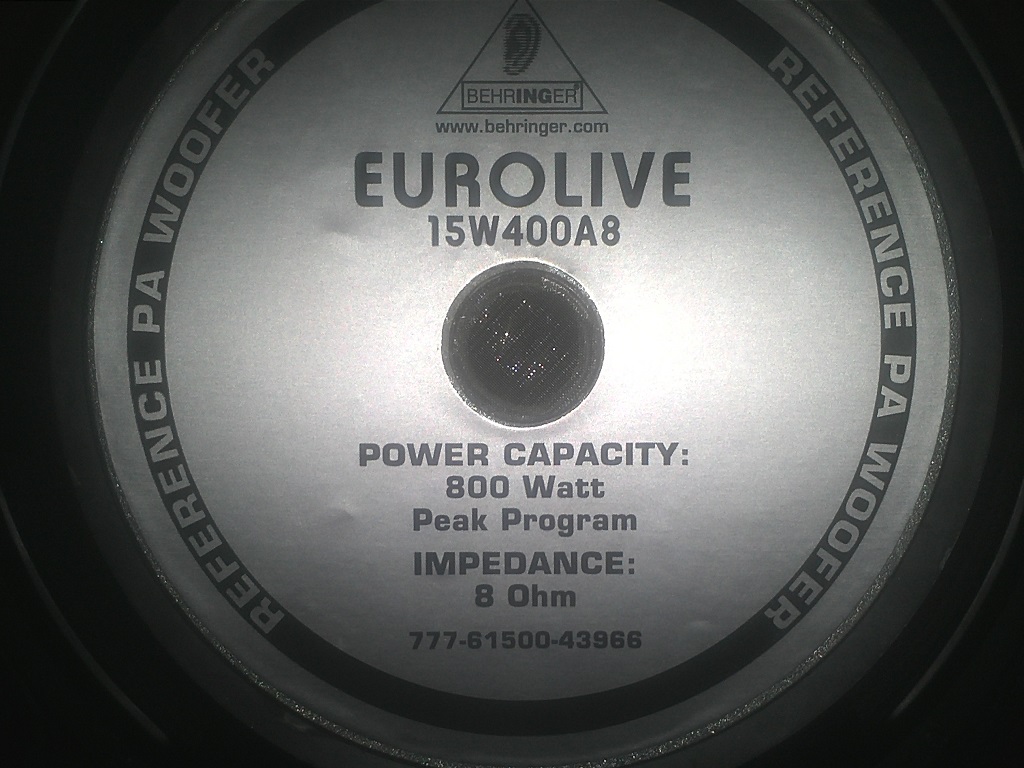 BEHRINGER
www.behringer.com
EUROLIVE
15W400A8
POWER CAPACITY:
800 Watt
Peak Program
IMPEDANCE:
8 Ohm
777-61500-43966
REFERENCE PA WOOFER
REFERENCE PA WOOFER